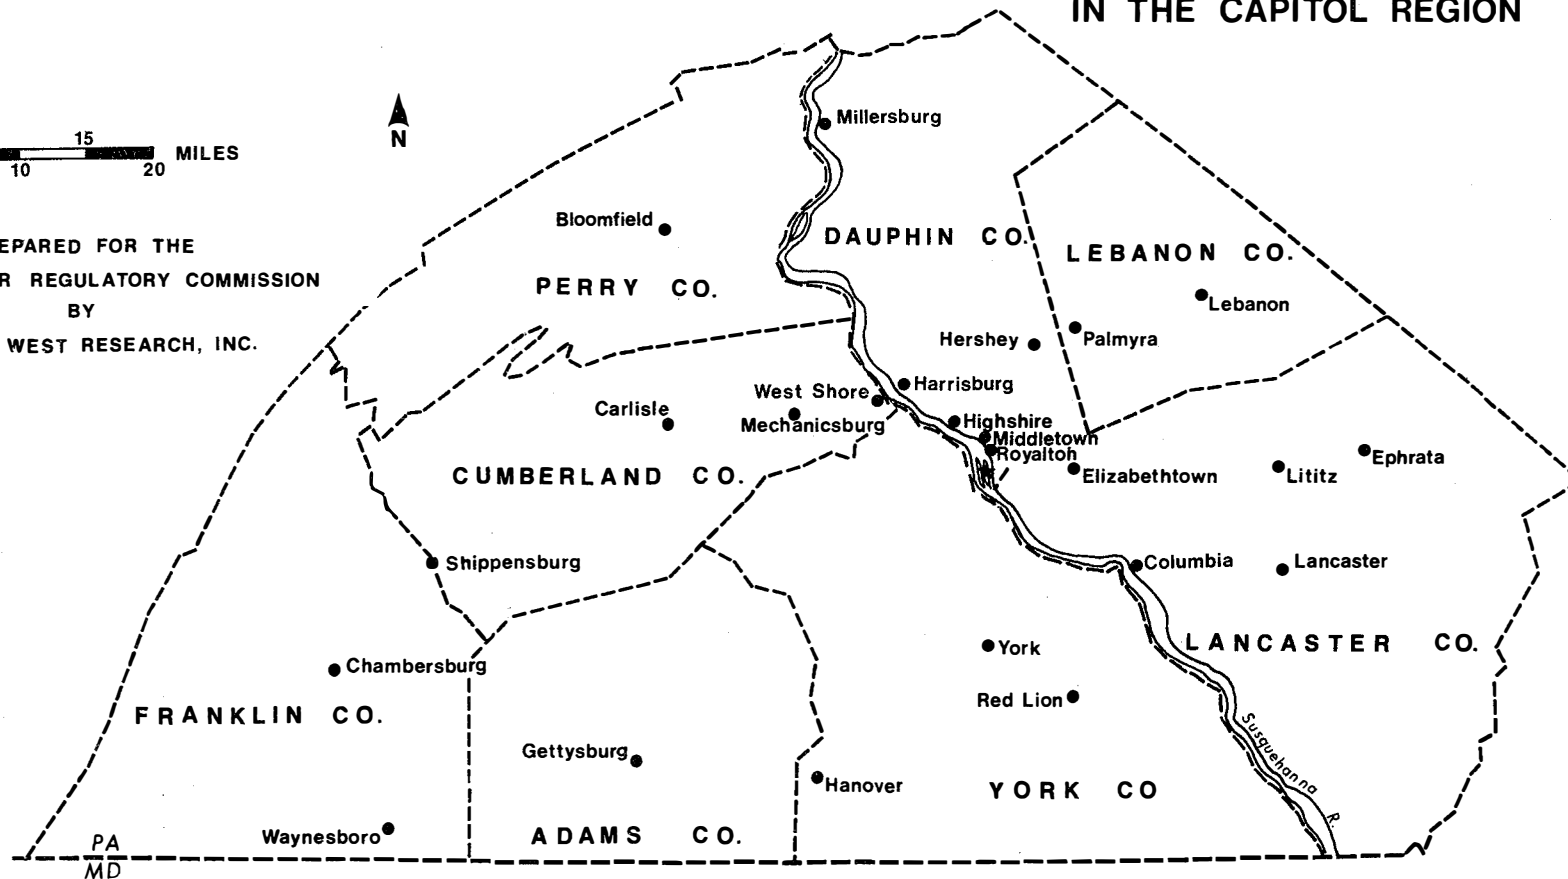 IN THE CAPITOL REGION
15
MILES
10 20
N
Millersburg
Bloomfield
DAUPHIN CO.
EPARED FOR THE
R REGULATORY COMMISSION
BY
WEST RESEARCH, INC.
LEBANON CO.
PERRY CO.
Lebanon
Hershey
Palmyra
Harrisburg
West Shore
Carlisle
Mechanicsburg
Highshire
Middletown
Royaltoh
Ephrata
CUMBERLAND CO.
Elizabethtown
Lititz
Shippensburg
Columbia
Lancaster
LANCASTER CO.
York
Chambersburg
Red Lion
FRANKLIN CO.
Susquehanna R.
Gettysburg
Hanover
YORK CO
Waynesboro
ADAMS CO.
PA
MD